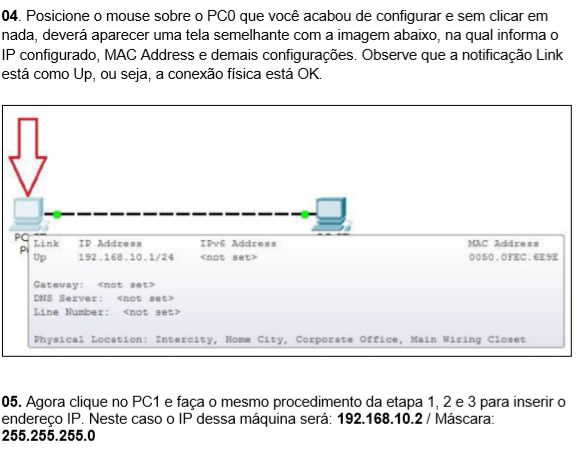 04. Posicione o mouse sobre o PC0 que você acabou de configurar e sem clicar em
nada, deverá aparecer uma tela semelhante com a imagem abaixo, na qual informa o
IP configurado, MAC Address e demais configurações. Observe que a notificação Link
está como Up, ou seja, a conexão física está OK.
Link IP Address IPv6 Address MAC Address
Up 192.168.10.1/24 <not set> 0050.0FEC.6E9E
Gateway: <not set>
DNS Server: <not set>
Line Number: <not set>
Physical Location: Intercity, Home City, Corporate Office, Main Wiring Closet
05. Agora clique no PC1 e faça o mesmo procedimento da etapa 1, 2 e 3 para inserir o
endereço IP. Neste caso o IP dessa máquina será: 192.168.10.2 / Máscara:
255.255.255.0